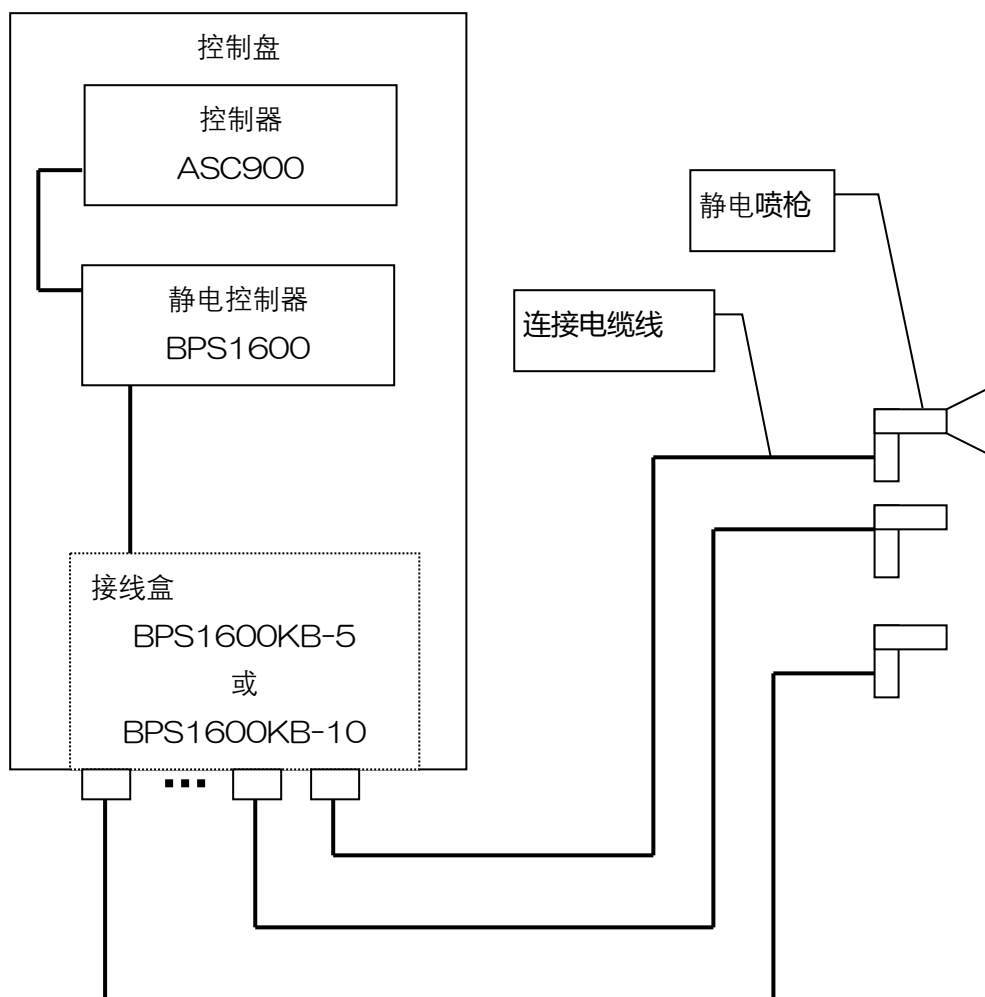 控制盘
控制器
ASC900
静电喷枪
静电控制器
BPS1600
连接电缆线
接线盒
BPS1600KB-5
或
BPS1600KB-10